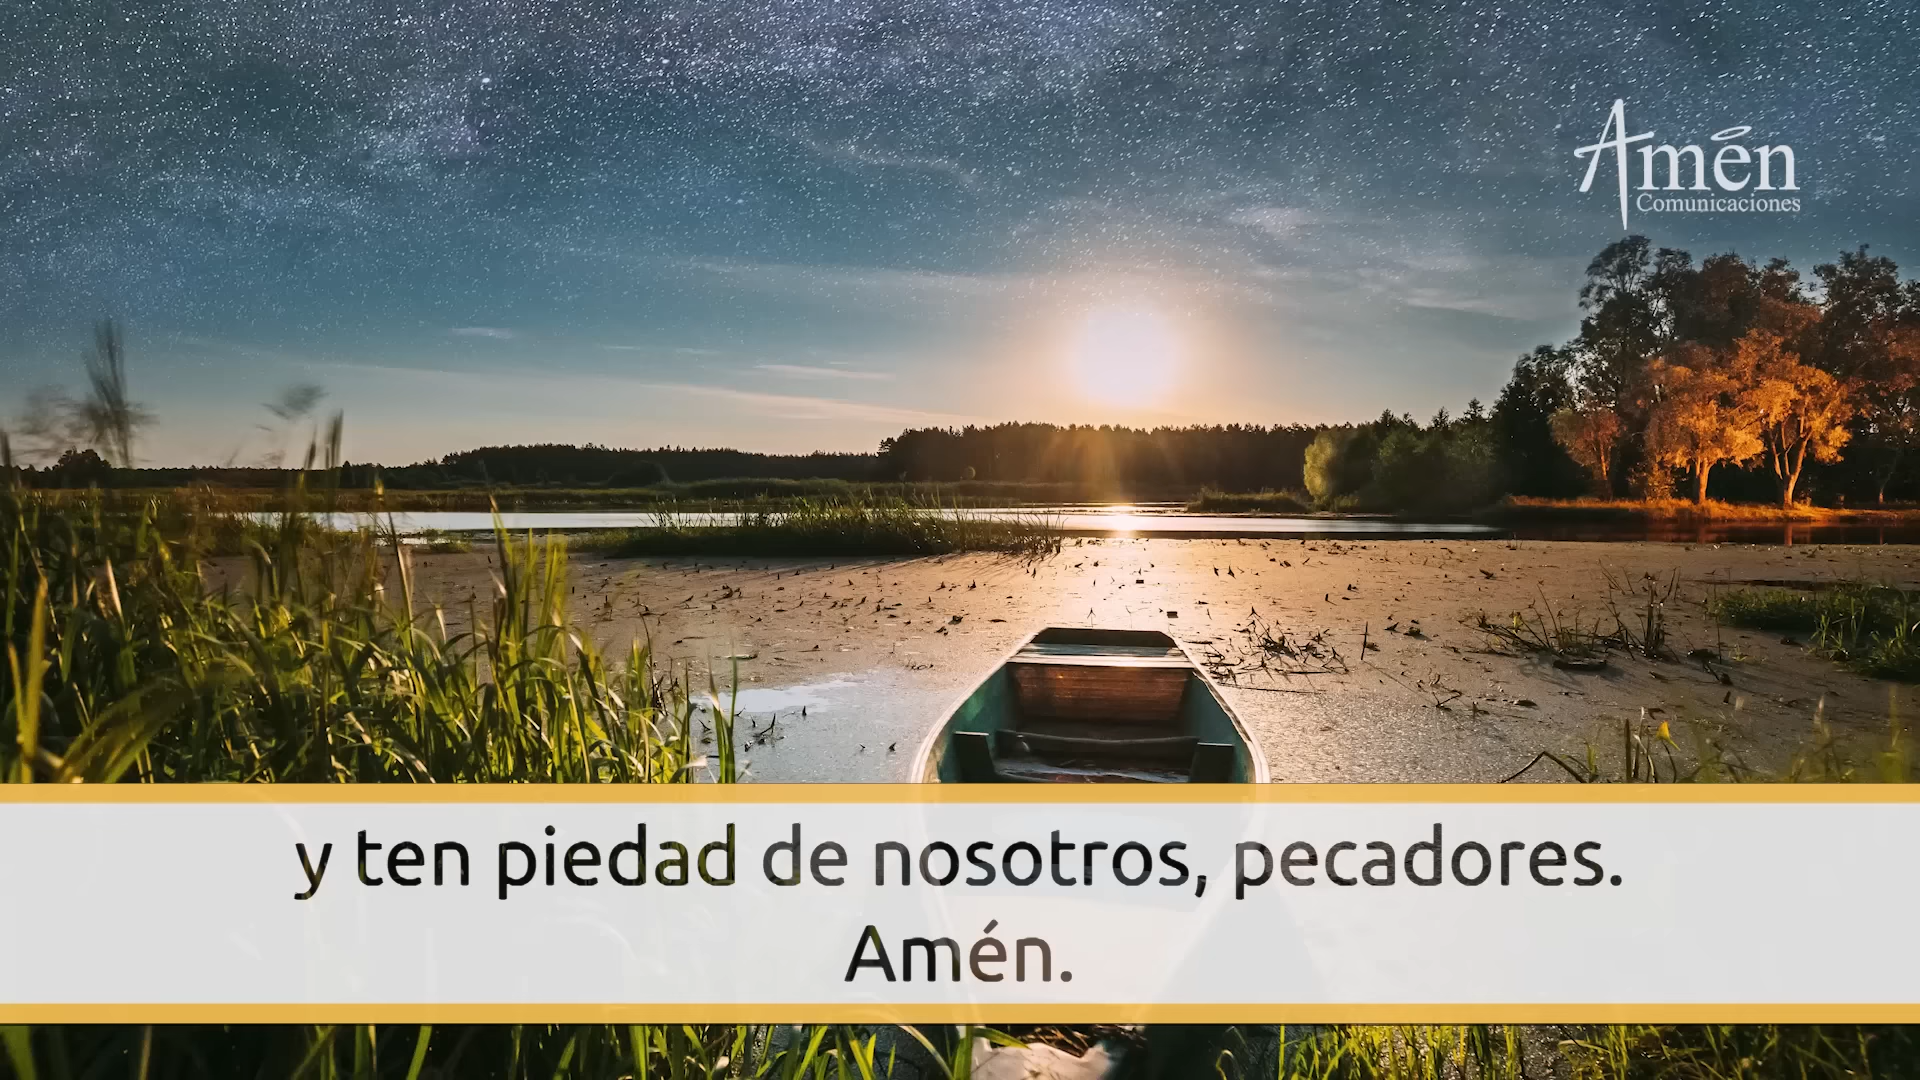 Amén
Comunicaciones
y ten piedad de nosotros, pecadores.
Amén.